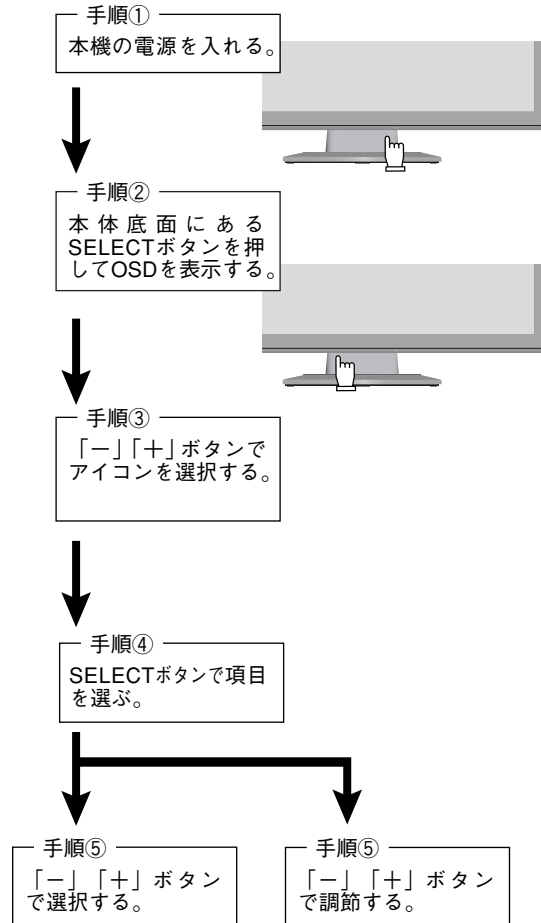 手順①
本機の電源を入れる。
手順②
本体底面にある
SELECTボタンを押
してOSDを表示する。
手順③
「－」「＋」ボタンで
アイコンを選択する。
手順④
SELECTボタンで項目
を選ぶ。
手順⑤
「－」「＋」ボタン
で選択する。
手順⑤
「－」「＋」ボタン
で調節する。